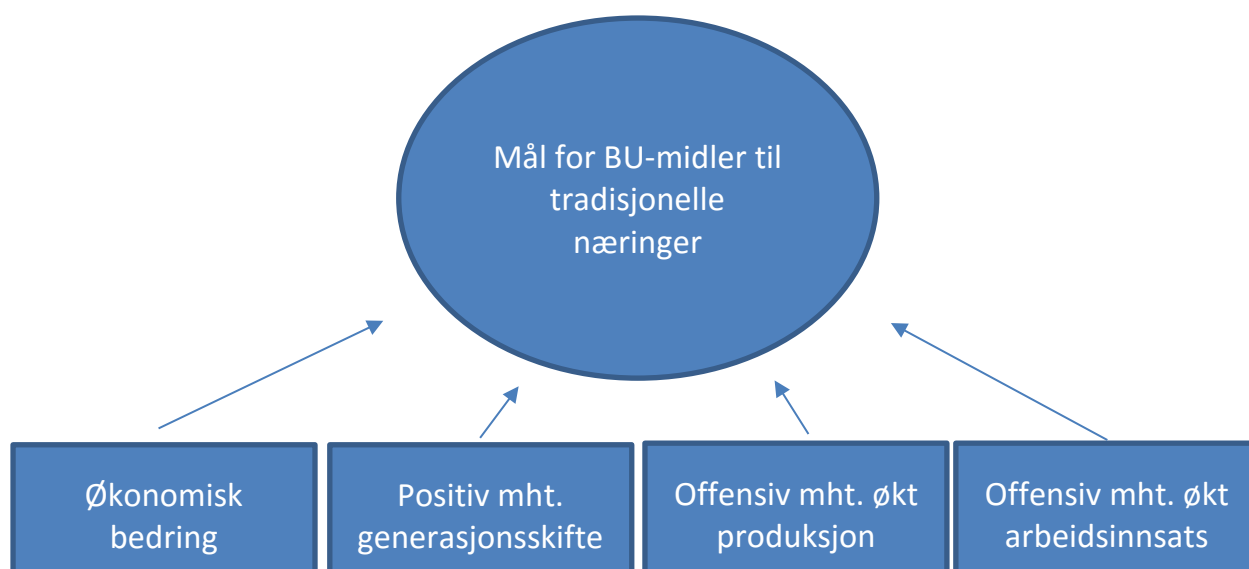 Mål for BU-midler til
tradisjonelle
næringer
Økonomisk
bedring
Positiv mht.
generasjonsskifte
Offensiv mht. økt
produksjon
Offensiv mht. økt
arbeidsinnsats